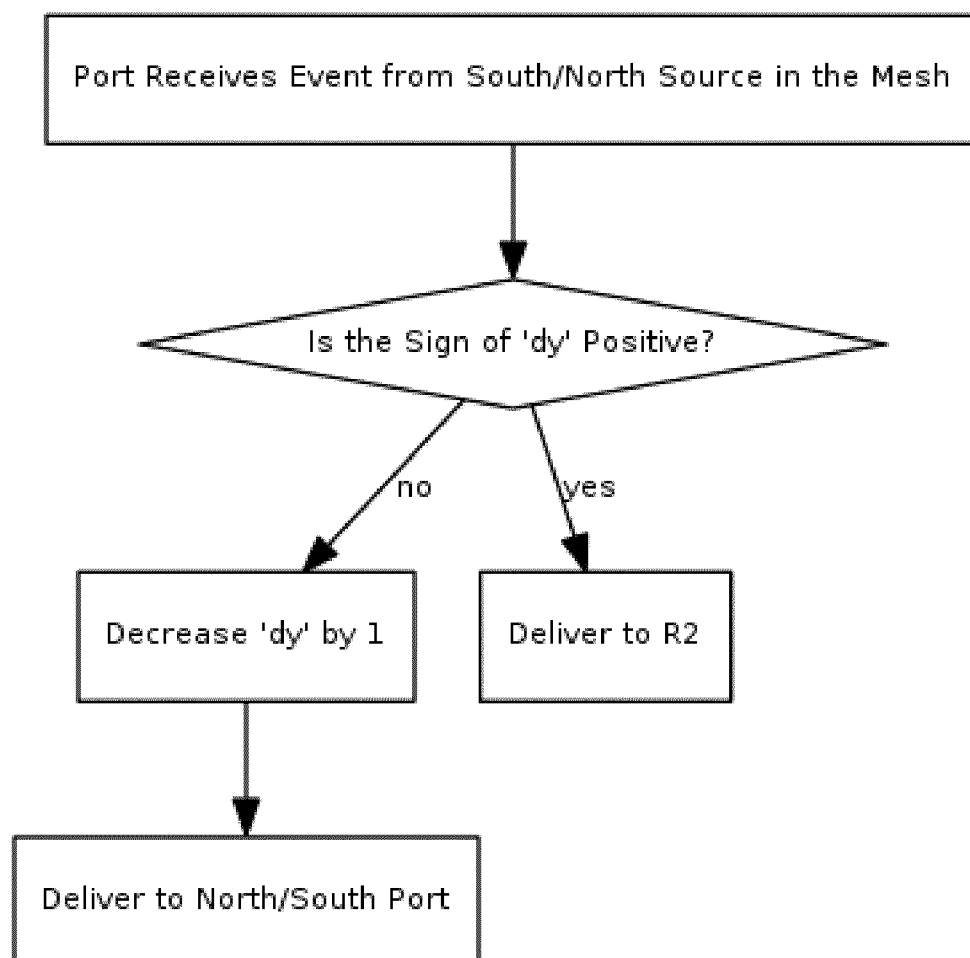 Port Receives Event from South/North Source in the Mesh
Is the Sign of 'dy' Positive?
no
yes
Decrease 'dy' by 1
Deliver to R2
Deliver to North/South Port